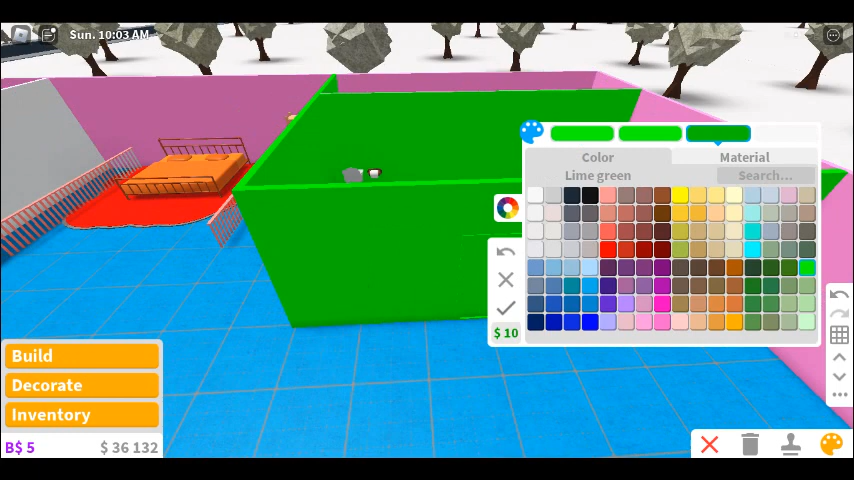 Sun. 10:03 AM
Color
Material
Lime green
Search...
$ 10
Build
Decorate
Inventory
B$ 5
$ 36 132